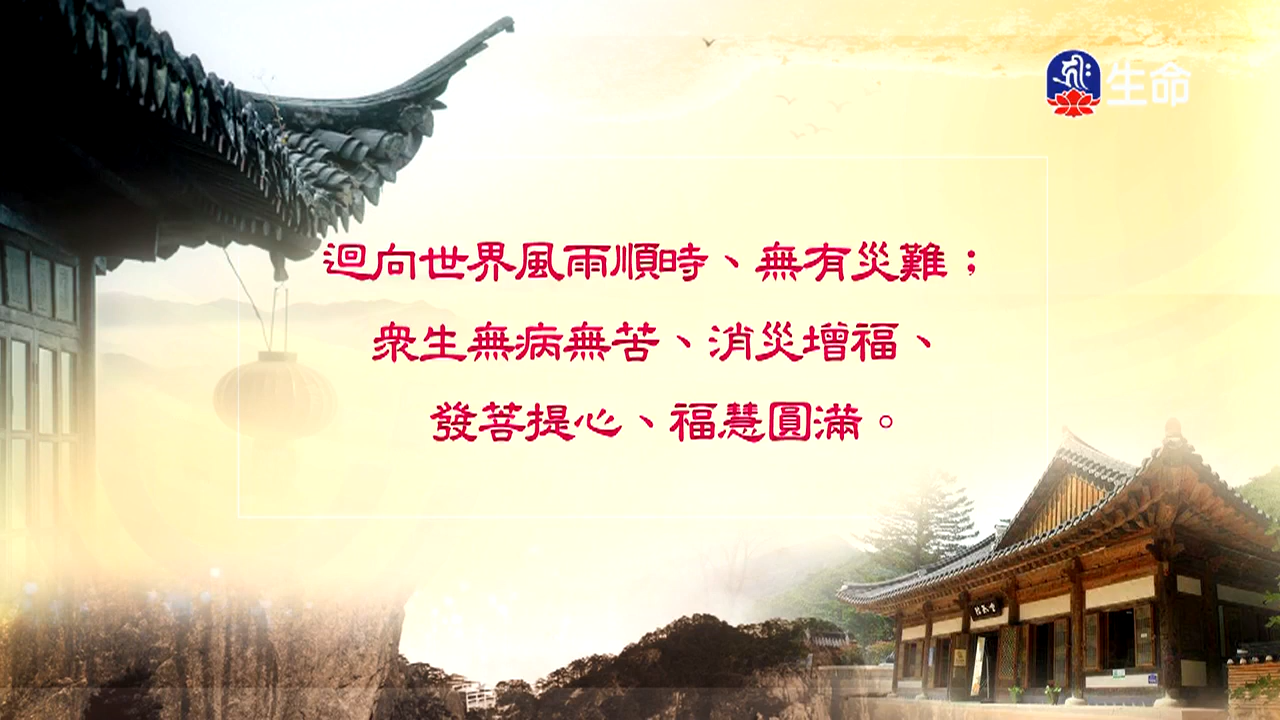 生命
迴向世界風雨順時、無有災難；
眾生無病無苦、消災增福、
發菩提心、福慧圓滿。